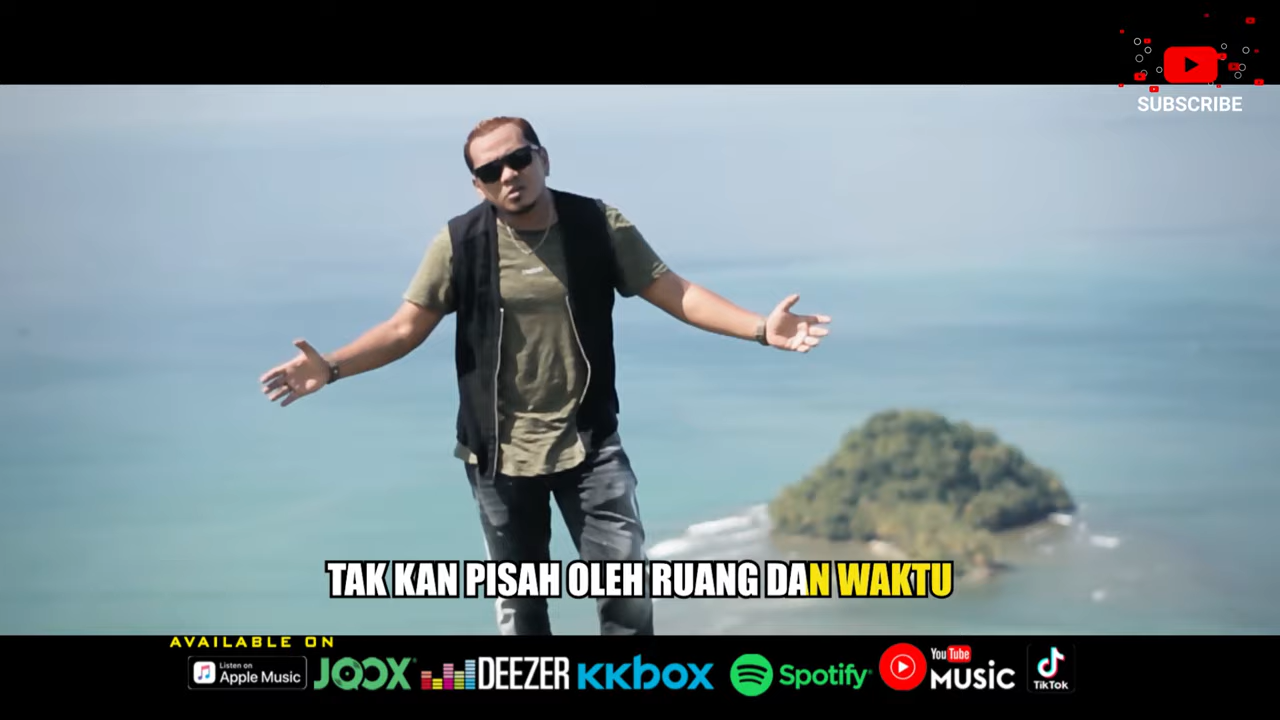 SUBSCRIBE
TAK KAN PISAH OLEH RUANG DAN WAKTU
AVAILABLE ON
Listen on
Apple Music
JOOX
DEEZER
KKBOX
Spotify
YouTube
MUSIC
TikTok